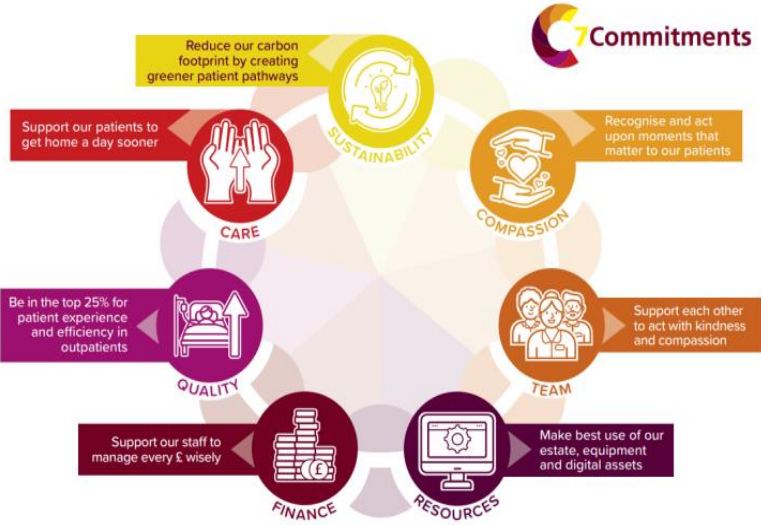 7Commitments
Reduce our carbon
footprint by creating
greener patient pathways
SUSTAINABILITY
Recognise and act
upon moments that
matter to our patients
COMPASSION
Support each other
to act with kindness
and compassion
TEAM
Make best use of our
estate, equipment
and digital assets
RESOURCES
Support our staff to
manage every £ wisely
£
FINANCE
Be in the top 25% for
patient experience
and efficiency in
outpatients
QUALITY
Support our patients to
get home a day sooner
CARE